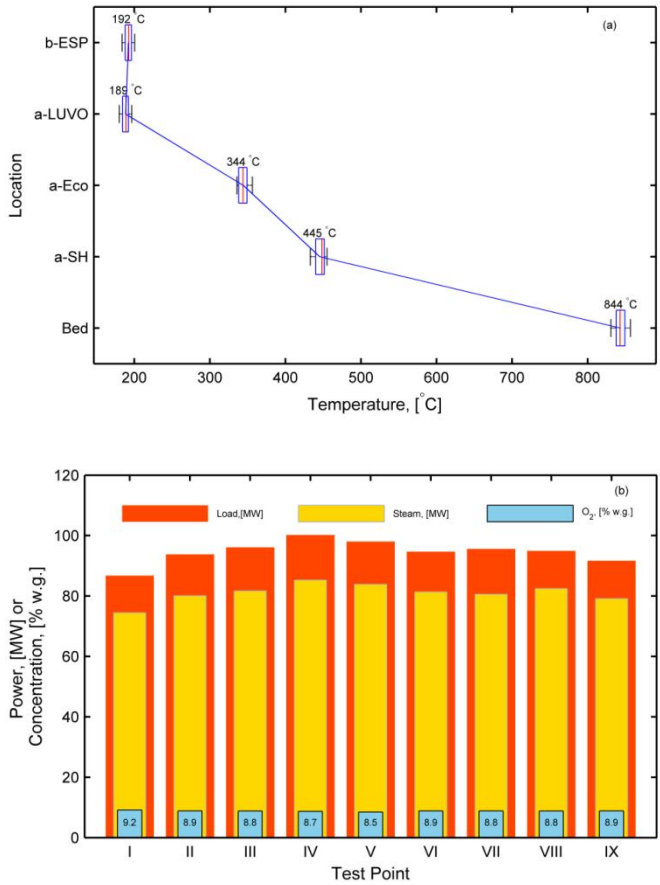 192 °C
(a)
b-ESP
189 °C
a-LUVO
344 °C
a-Eco
445 °C
a-SH
844 °C
Bed
Location
200 300 400 500 600 700 800
Temperature, [°C]
(b)
Load,[MW] Steam, [MW] O2, [% w.g.]
120
100
80
60
40
20
0
Power, [MW] or
Concentration, [% w.g.]
9.2 8.9 8.8 8.7 8.5 8.9 8.8 8.8 8.9
I II III IV V VI VII VIII IX
Test Point